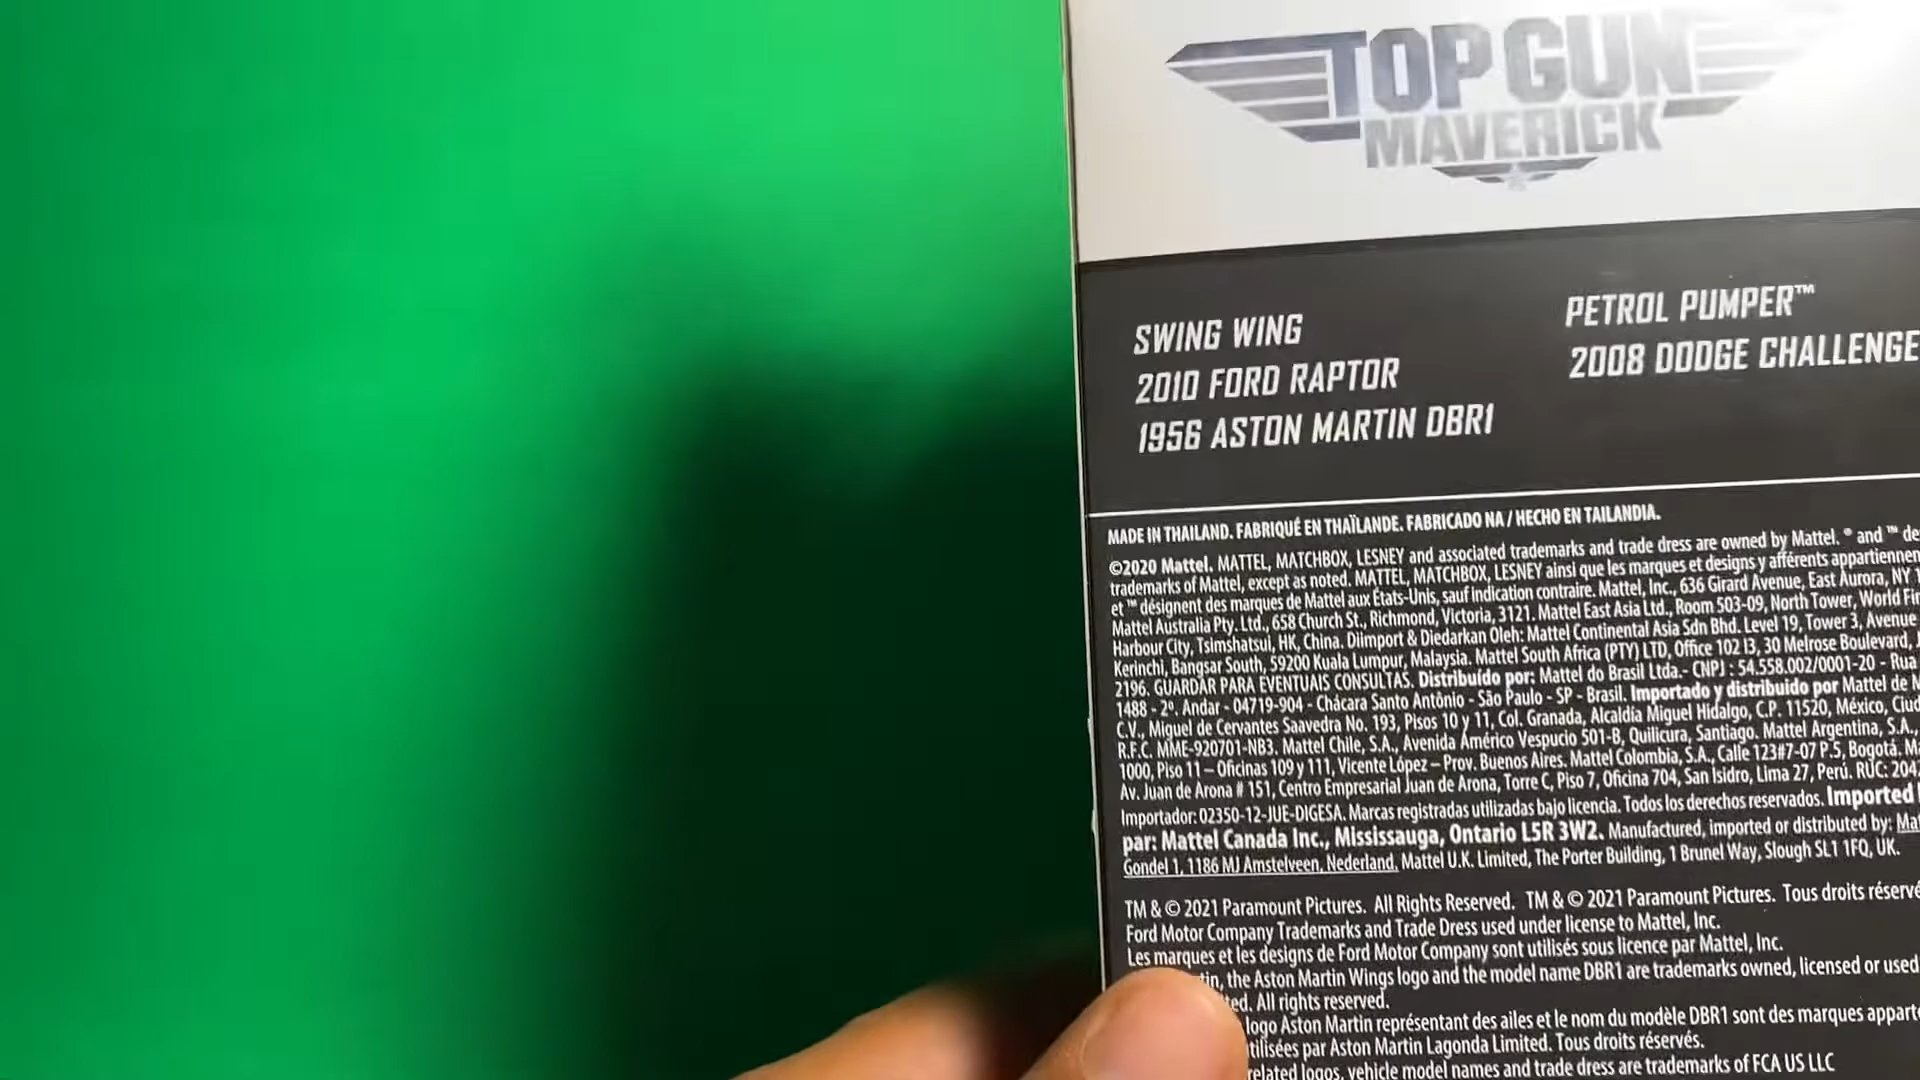 TOP GUN
MAVERICK
SWING WING
2010 FORD RAPTOR
1956 ASTON MARTIN DBR1
PETROL PUMPER™
2008 DODGE CHALLENGE
MADE IN THAILAND. FABRIQUÉ EN THAÏLANDE. FABRICADO NA / HECHO EN TAILANDIA.
©2020 Mattel. MATTEL, MATCHBOX, LESNEY and associated trademarks and trade dress are owned by Mattel. ® and ™ de
trademarks of Mattel, except as noted. MATTEL, MATCHBOX, LESNEY ainsi que les marques et designs y afférents appartiennen
et ™ désignent des marques de Mattel aux États-Unis, sauf indication contraire. Mattel, Inc., 636 Girard Avenue, East Aurora, NY 1
Mattel Australia Pty. Ltd., 658 Church St., Richmond, Victoria, 3121. Mattel East Asia Ltd., Room 503-09, North Tower, World Fi
Harbour City, Tsimshatsui, HK, China. Diimport & Diedarkan Oleh: Mattel Continental Asia Sdn Bhd. Level 19, Tower 3, Avenue
Kerinchi, Bangsar South, 59200 Kuala Lumpur, Malaysia. Mattel South Africa (PTY) LTD, Office 102 I3, 30 Melrose Boulevard, J
2196. GUARDAR PARA EVENTUAIS CONSULTAS. Distribuído por: Mattel do Brasil Ltda.- CNPJ : 54.558.002/0001-20 - Rua
1488 - 2º. Andar - 04719-904 - Chácara Santo Antônio - São Paulo - SP - Brasil. Importado y distribuido por Mattel de M
C.V., Miguel de Cervantes Saavedra No. 193, Pisos 10 y 11, Col. Granada, Alcaldía Miguel Hidalgo, C.P. 11520, México, Ciud
R.F.C. MME-920701-NB3. Mattel Chile, S.A., Avenida Américo Vespucio 501-B, Quilicura, Santiago. Mattel Argentina, S.A.,
1000, Piso 11 – Oficinas 109 y 111, Vicente López – Prov. Buenos Aires. Mattel Colombia, S.A., Calle 123#7-07 P.5, Bogotá. M
Av. Juan de Arona # 151, Centro Empresarial Juan de Arona, Torre C, Piso 7, Oficina 704, San Isidro, Lima 27, Perú. RUC: 204
Importador: 02350-12-JUE-DIGESA. Marcas registradas utilizadas bajo licencia. Todos los derechos reservados. Imported
par: Mattel Canada Inc., Mississauga, Ontario L5R 3W2. Manufactured, imported or distributed by: Mat
Gondel 1, 1186 MJ Amstelveen, Nederland. Mattel U.K. Limited, The Porter Building, 1 Brunel Way, Slough SL1 1FQ, UK.
TM & © 2021 Paramount Pictures. All Rights Reserved. TM & © 2021 Paramount Pictures. Tous droits réservé
Ford Motor Company Trademarks and Trade Dress used under license to Mattel, Inc.
Les marques et les designs de Ford Motor Company sont utilisés sous licence par Mattel, Inc.
tin, the Aston Martin Wings logo and the model name DBR1 are trademarks owned, licensed or used
ted. All rights reserved.
logo Aston Martin représentant des ailes et le nom du modèle DBR1 sont des marques apparte
tilisées par Aston Martin Lagonda Limited. Tous droits réservés.
related logos, vehicle model names and trade dress are trademarks of FCA US LLC